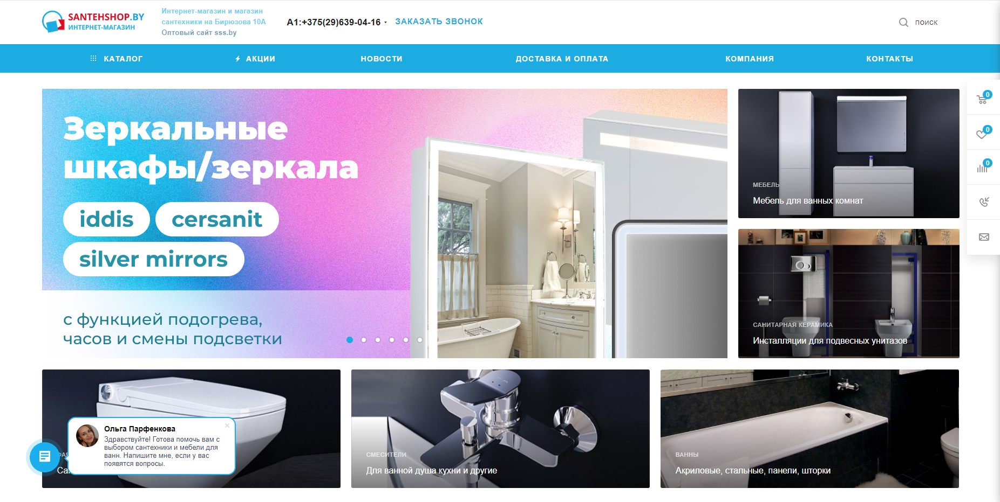 SANTEHSHOP.BY
ИНТЕРНЕТ-МАГАЗИН
Интернет-магазин и магазин
сантехники на Бирюзова 10А
Оптовый сайт sss.by
A1:+375(29)639-04-16
ЗАКАЗАТЬ ЗВОНОК
ПОИСК
КАТАЛОГ
АКЦИИ
НОВОСТИ
ДОСТАВКА И ОПЛАТА
КОМПАНИЯ
КОНТАКТЫ
Зеркальные
шкафы/зеркала
iddis cersanit
silver mirrors
с функцией подогрева,
часов и смены подсветки
МЕБЕЛЬ
Мебель для ванных комнат
САНИТАРНАЯ КЕРАМИКА
Инсталляции для подвесных унитазов
0
0
0
Ольга Парфенкова
Здравствуйте! Готова помочь вам с
выбором сантехники и мебели для
ванн. Напишите мне, если у вас
появятся вопросы.
СМЕСИТЕЛИ
Для ванной душа кухни и другие
ВАННЫ
Акриловые, стальные, панели, шторки